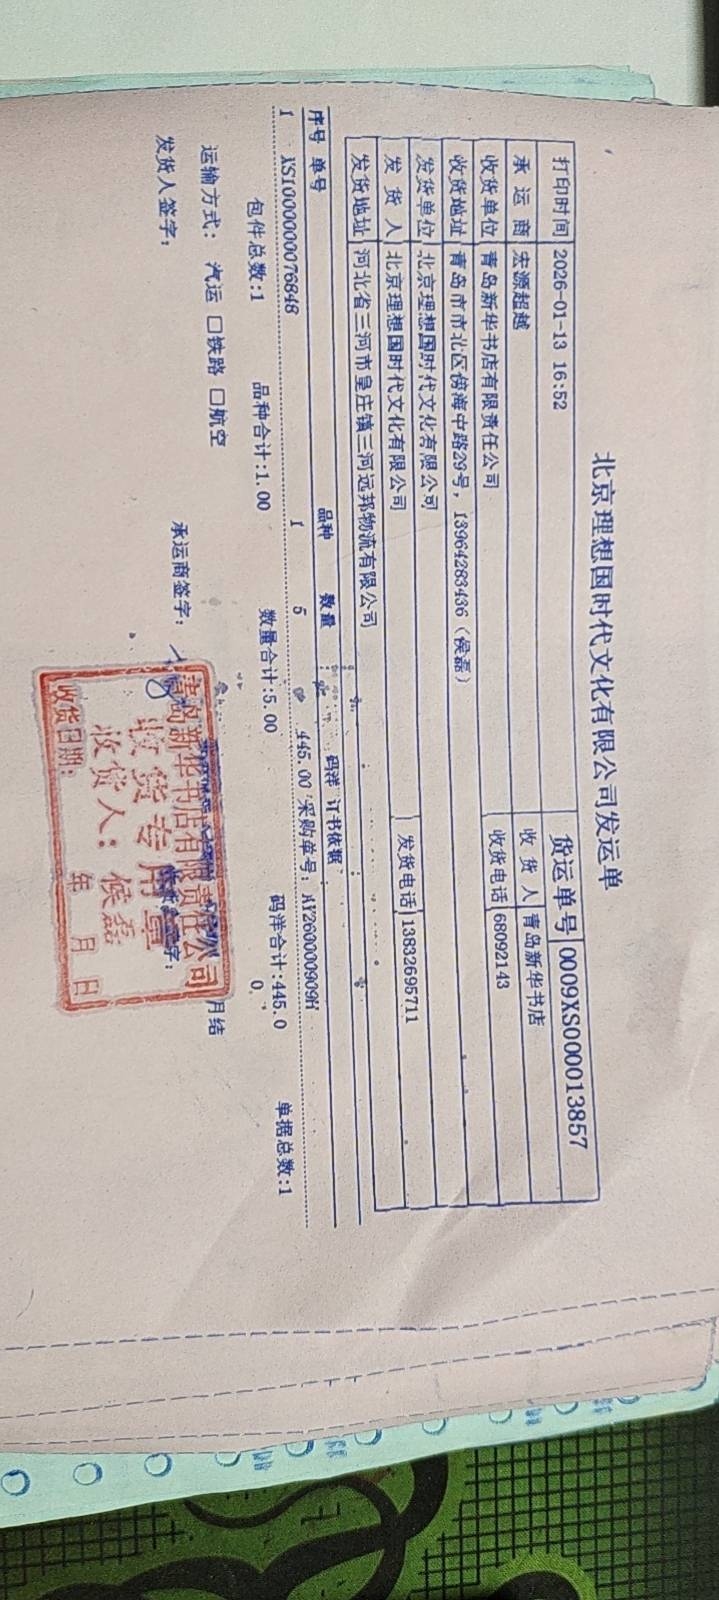 北京理想国时代文化有限公司发运单
打印时间 2026-01-13 16:52 货运单号 0009XS000013857
承运商 宏源超越 收货人 青岛新华书店
收货单位 青岛新华书店有限责任公司 收货电话 68092143
收货地址 青岛市市北区傍海中路29号，13964283436（侯磊）
发货单位 北京理想国时代文化有限公司
发货人 北京理想国时代文化有限公司 发货电话 13832695711
发货地址 河北省三河市皇庄镇三河远邦物流有限公司
序号 单号 品种 数量 码洋 订书依据
1 XS1000000076848 1 5 445.00 采购单号：NY260000909H
包件总数:1 品种合计:1.00 数量合计:5.00 码洋合计:445.00 单据总数:1
运输方式： 汽运 □铁路 □航空 月结
发货人签字： 承运商签字： 字：
青岛新华书店有限责任公司
收货专用章
收货人：侯磊
收货日期： 年 月 日